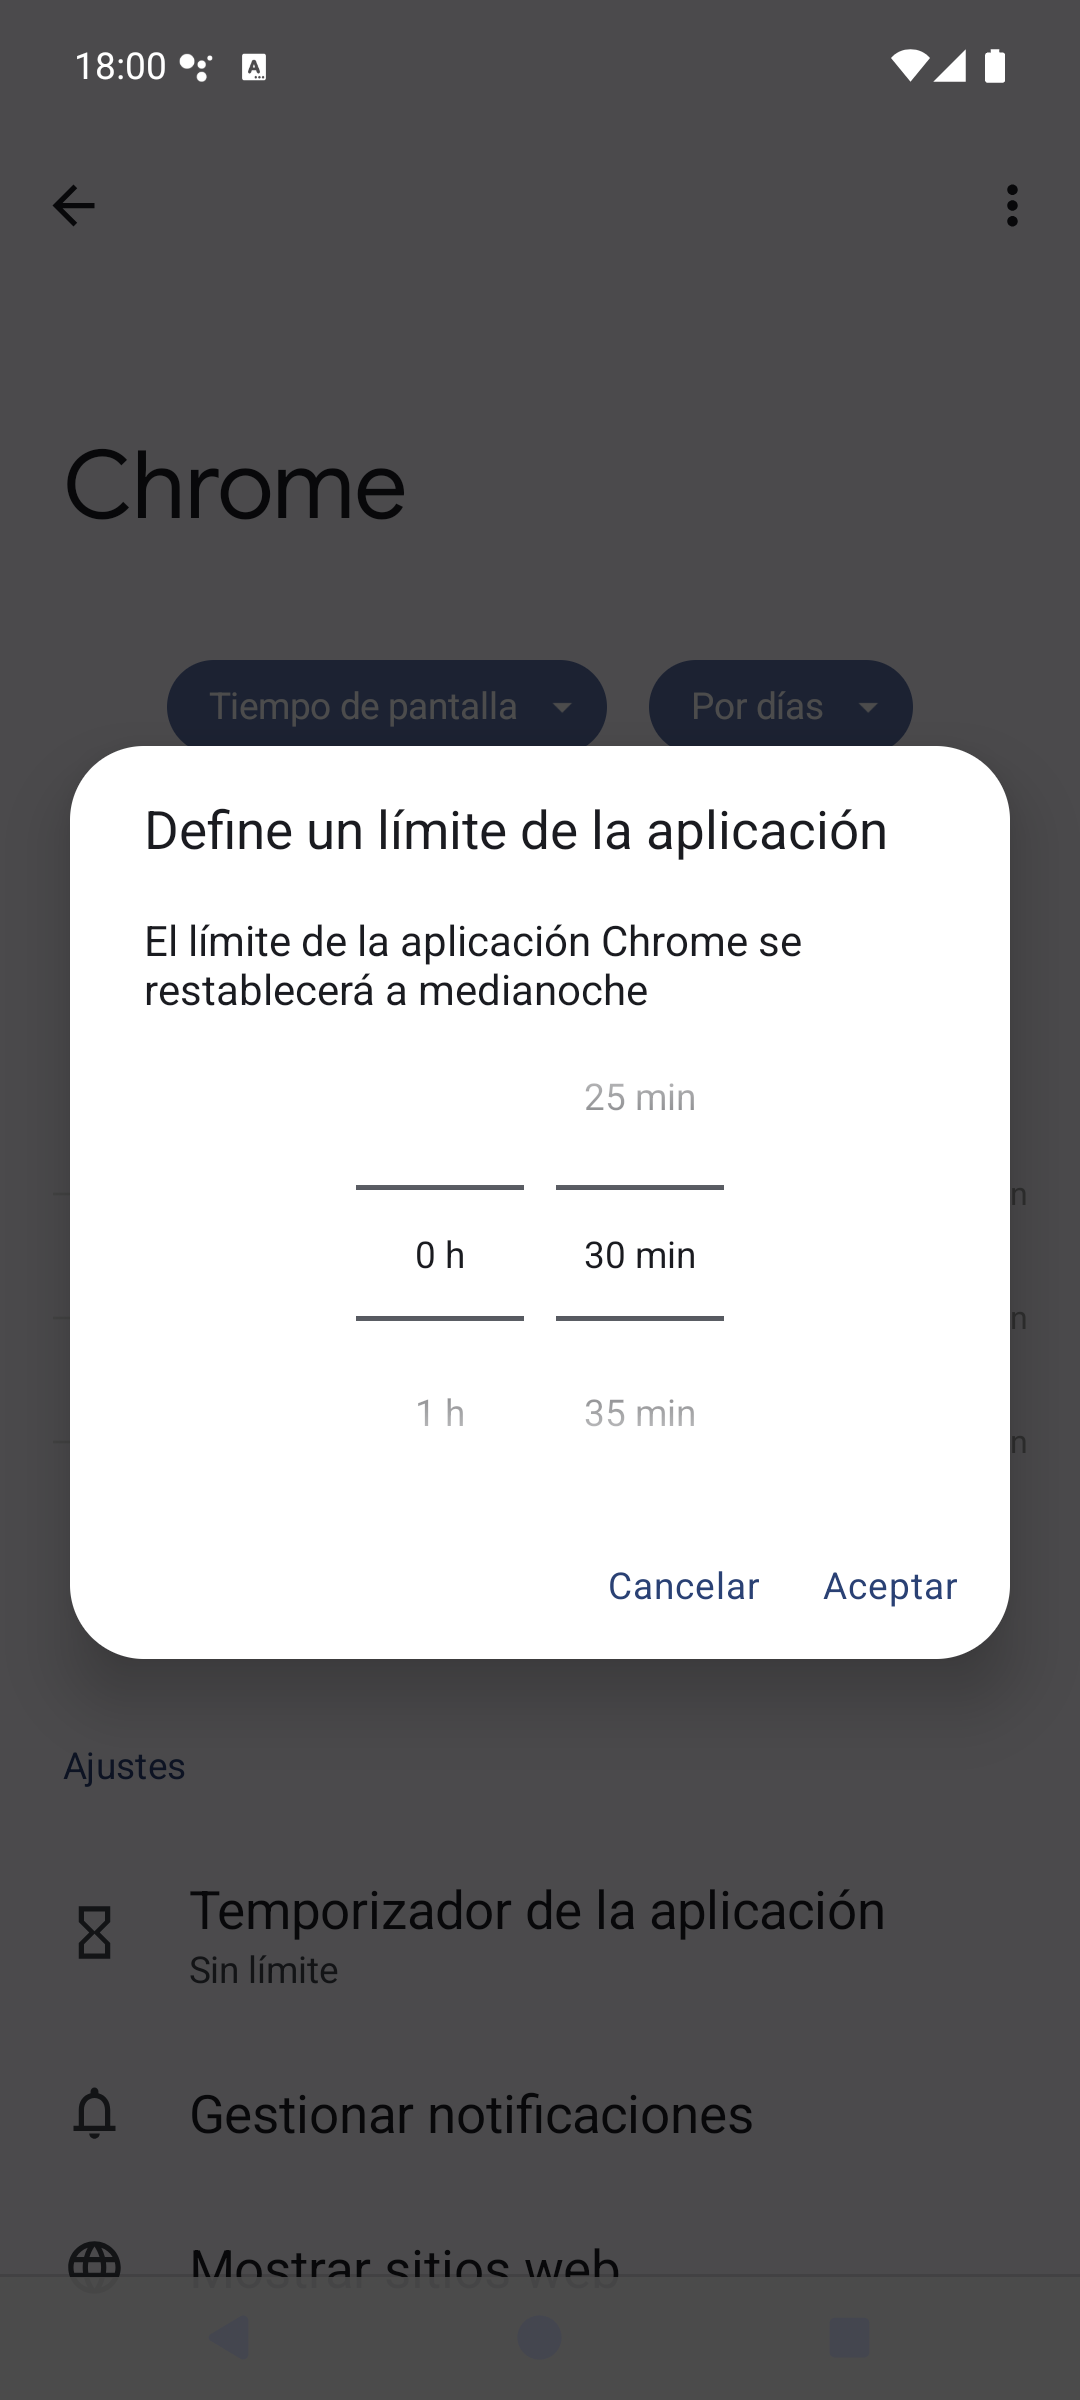 18:00
Chrome
Tiempo de pantalla
Por días
Define un límite de la aplicación
El límite de la aplicación Chrome se
restablecerá a medianoche
25 min
0 h
30 min
1 h
35 min
Cancelar
Aceptar
Ajustes
Temporizador de la aplicación
Sin límite
Gestionar notificaciones
Mostrar sitios web